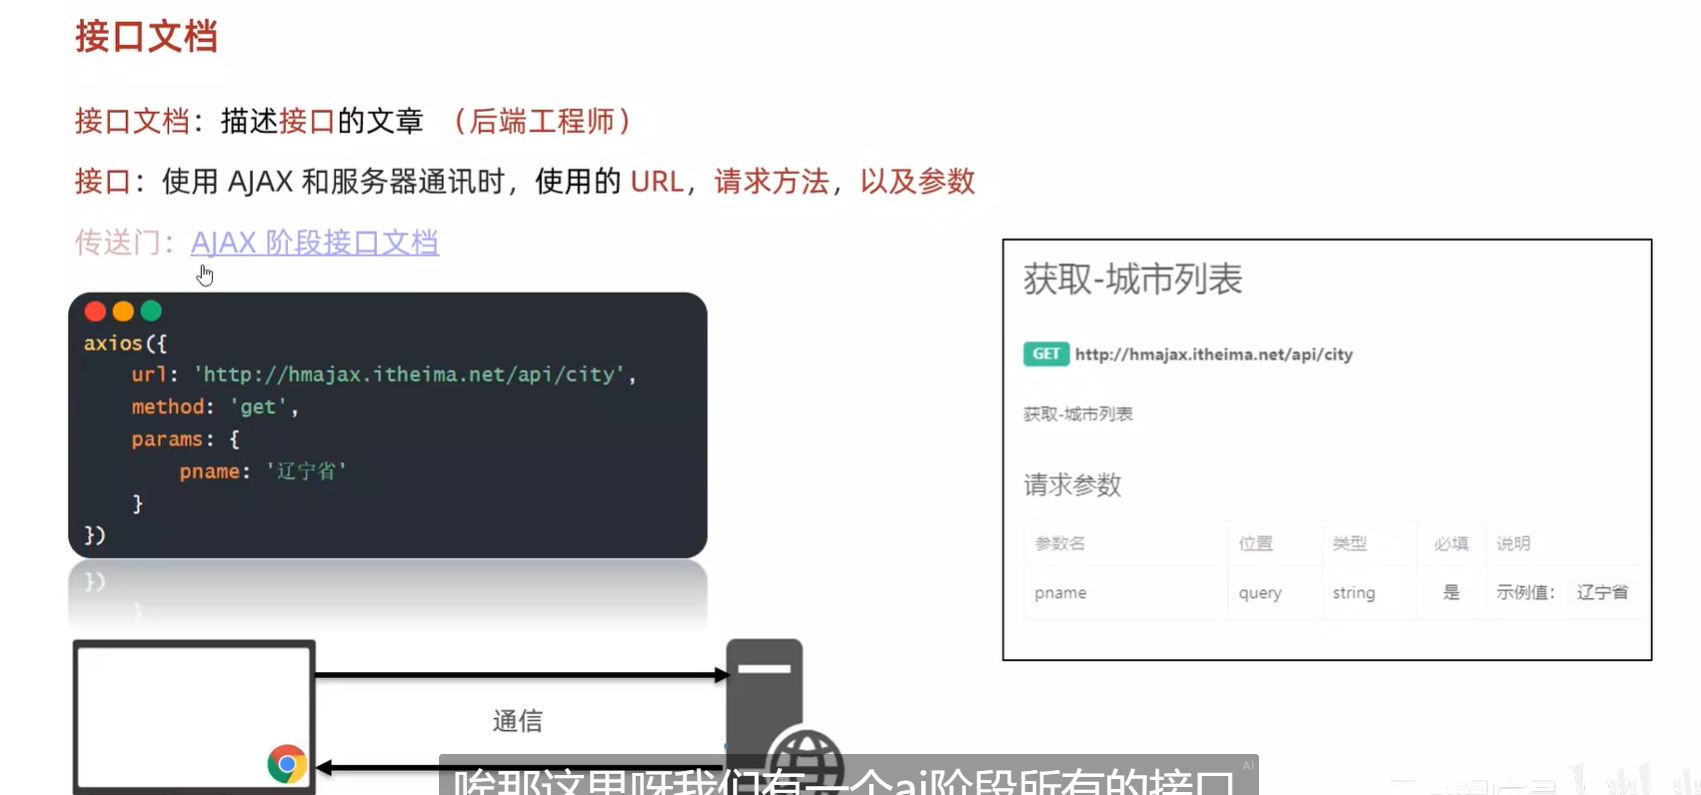 接口文档
接口文档：描述接口的文章 （后端工程师）
接口：使用 AJAX 和服务器通讯时，使用的 URL，请求方法，以及参数
传送门：AJAX 阶段接口文档
axios({
url: 'http://hmajax.itheima.net/api/city',
method: 'get',
params: {
pname: '辽宁省'
}
})
})
}
获取-城市列表
GET http://hmajax.itheima.net/api/city
获取-城市列表
请求参数
参数名 位置 类型 必填 说明
pname query string 是 示例值： 辽宁省
通信
唉那这里呀我们有一个aj阶段所有的接口
AI